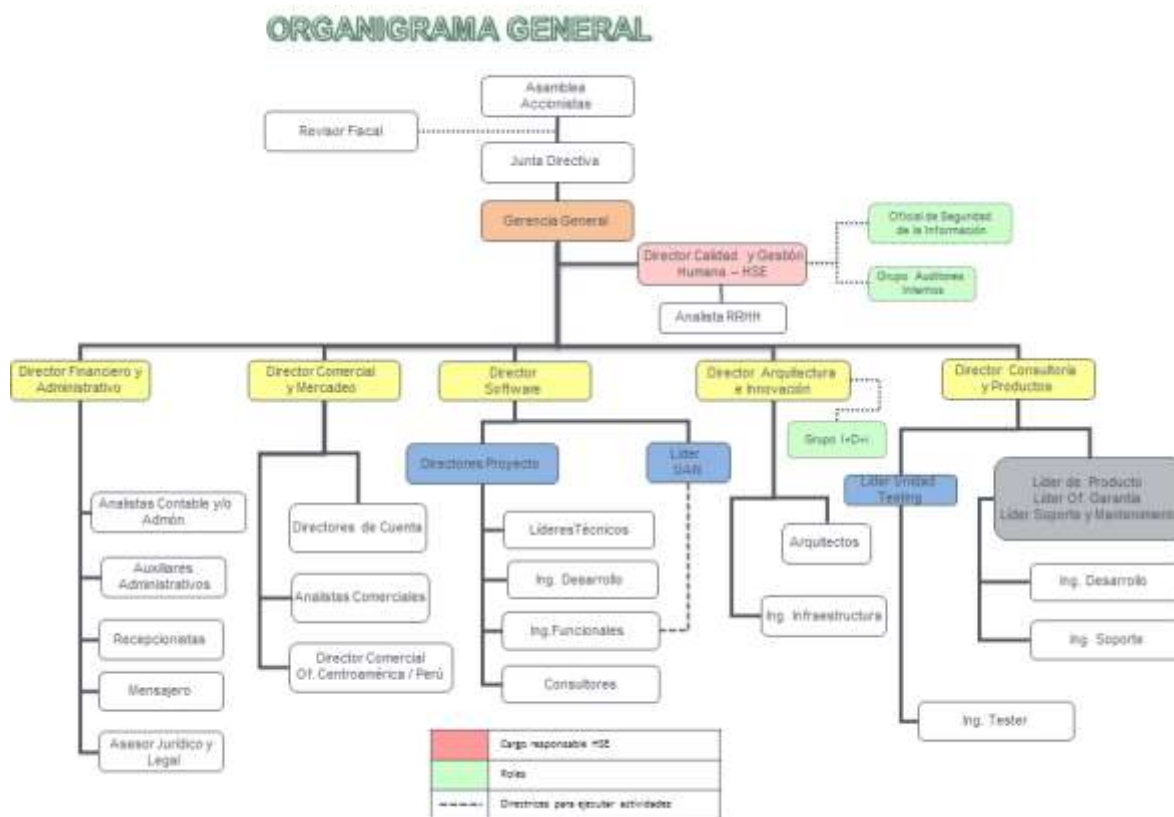 ORGANIGRAMA GENERAL
Asamblea
Accionistas
Revisor Fiscal
Junta Directiva
Gerencia General
Oficial de Seguridad
de la Información
Director Calidad y Gestión
Humana – HSE
Grupo Auditores
Internos
Analista RRHH
Director Financiero y
Administrativo
Director Comercial
y Mercadeo
Director
Software
Director Arquitectura
e Innovación
Director Consultoría
y Productos
Grupo I+D+i
Directores Proyecto
Líder
UAN
Líder Unidad
Testing
Líder de Producto
Líder Of. Garantía
Líder Soporte y Mantenimiento
Analistas Contable y/o
Admón
Directores de Cuenta
LíderesTécnicos
Arquitectos
Auxiliares
Administrativos
Ing. Desarrollo
Ing. Desarrollo
Analistas Comerciales
Ing. Infraestructura
Recepcionistas
Ing.Funcionales
Ing. Soporte
Director Comercial
Of. Centroamérica / Perú
Mensajero
Consultores
Ing. Tester
Asesor Jurídico y
Legal
Cargo responsable HSE
Roles
Directrices para ejecutar actividades